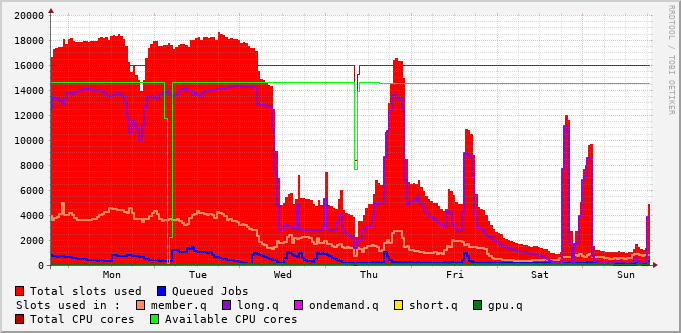 20000
18000
16000
14000
12000
10000
8000
6000
4000
2000
0
Mon Tue Wed Thu Fri Sat Sun
RRDTOOL / TOBI OETIKER
Total slots used Queued Jobs
Slots used in : member.q long.q ondemand.q short.q gpu.q
Total CPU cores Available CPU cores